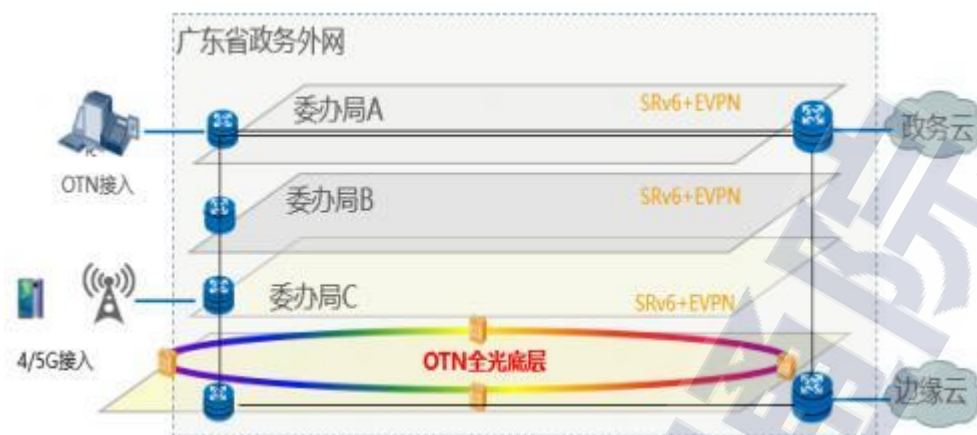 广东省政务外网
委办局A
SRv6+EVPN
政务云
PC
OTN接入
委办局B
SRv6+EVPN
委办局C
SRv6+EVPN
4/5G接入
OTN全光底层
边缘云